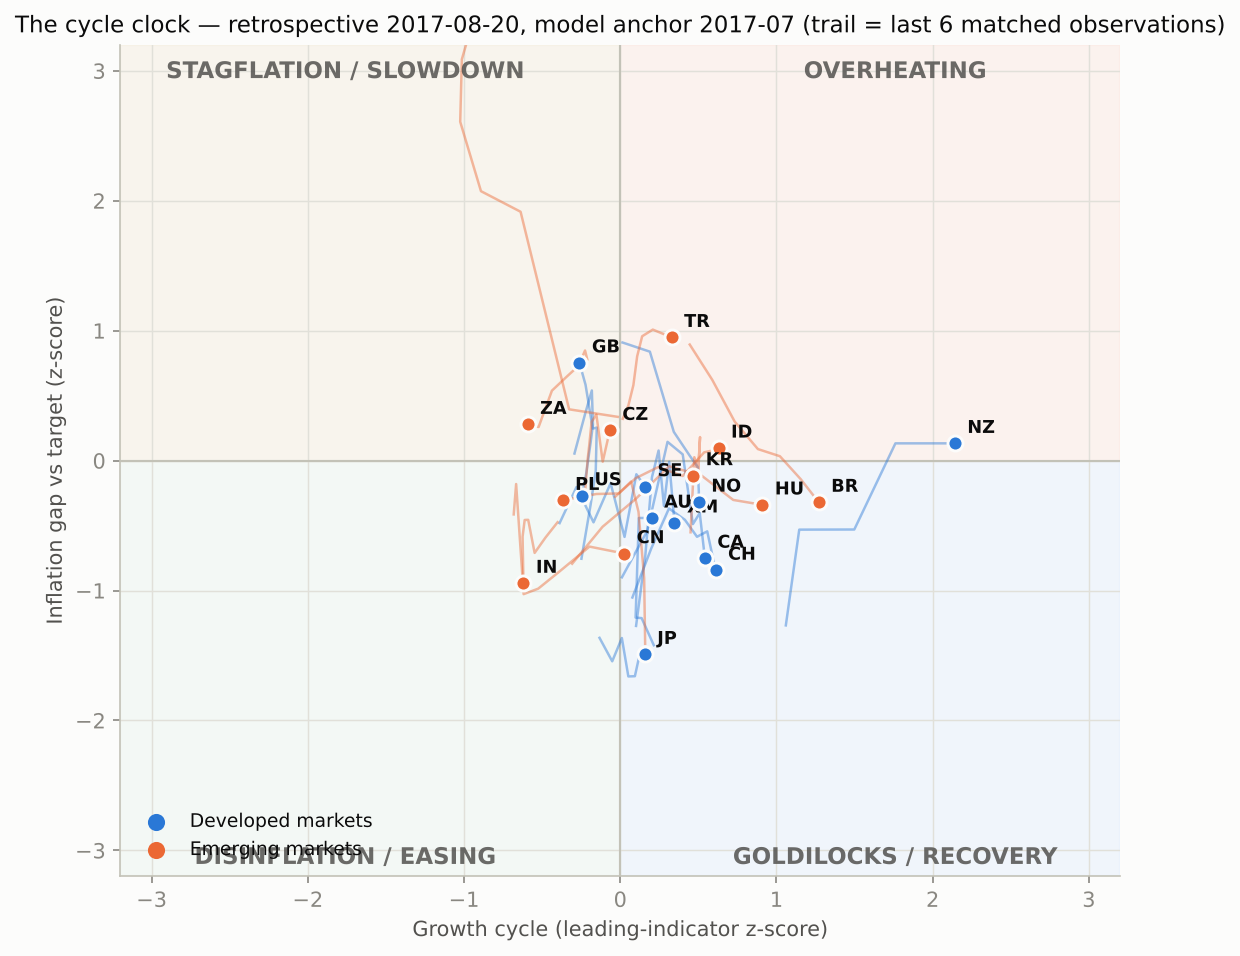 The cycle clock — retrospective 2017-08-20, model anchor 2017-07 (trail = last 6 matched observations)
STAGFLATION / SLOWDOWN
OVERHEATING
3
2
1
0
−1
−2
−3
Inflation gap vs target (z-score)
TR
GB
ZA
CZ
NZ
ID
KR
SE
US
PL
NO
HU
BR
AU
CN
CA
CH
IN
JP
Developed markets
Emerging markets
DISINFLATION / EASING
GOLDILOCKS / RECOVERY
−3
−2
−1
0
1
2
3
Growth cycle (leading-indicator z-score)